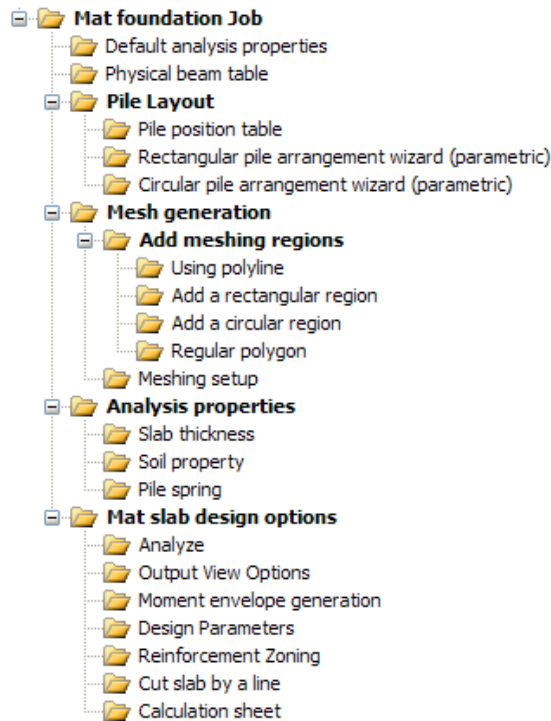 Mat foundation Job
Default analysis properties
Physical beam table
Pile Layout
Pile position table
Rectangular pile arrangement wizard (parametric)
Circular pile arrangement wizard (parametric)
Mesh generation
Add meshing regions
Using polyline
Add a rectangular region
Add a circular region
Regular polygon
Meshing setup
Analysis properties
Slab thickness
Soil property
Pile spring
Mat slab design options
Analyze
Output View Options
Moment envelope generation
Design Parameters
Reinforcement Zoning
Cut slab by a line
Calculation sheet